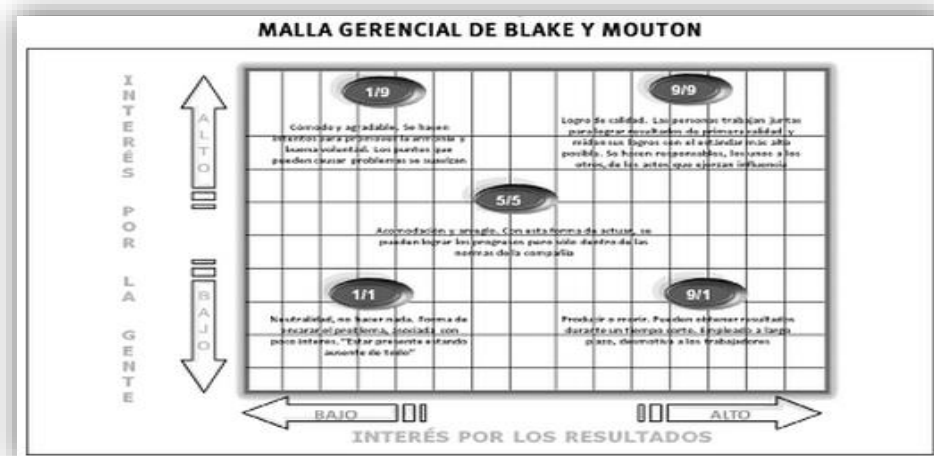 MALLA GERENCIAL DE BLAKE Y MOUTON
INTERÉS POR LA GENTE
ALTO
BAJO
1/9
Cómodo y agradable. Se hacen
intentos para promover la armonía y
buena voluntad. Los puntos que
pueden causar problemas se suavizan
9/9
Logro de calidad. Las personas trabajan juntas
para lograr resultados de primera calidad y
miden sus logros con el estándar más alto
posible. Se hacen responsables, los unos a los
otros, de los actos que ejerzan influencia
5/5
Acomodación y arreglo. Con esta forma de actuar, se
pueden lograr los progresos pero sólo dentro de las
normas de la compañía
1/1
Neutralidad, no hacer nada. Forma de
encarar el problema, asociada con
poco interes. "Estar presente estando
ausente de todo"
9/1
Producir o morir. Pueden obtener resultados
durante un tiempo corto. Empleado a largo
plazo, desmotiva a los trabajadores
BAJO
ALTO
INTERÉS POR LOS RESULTADOS